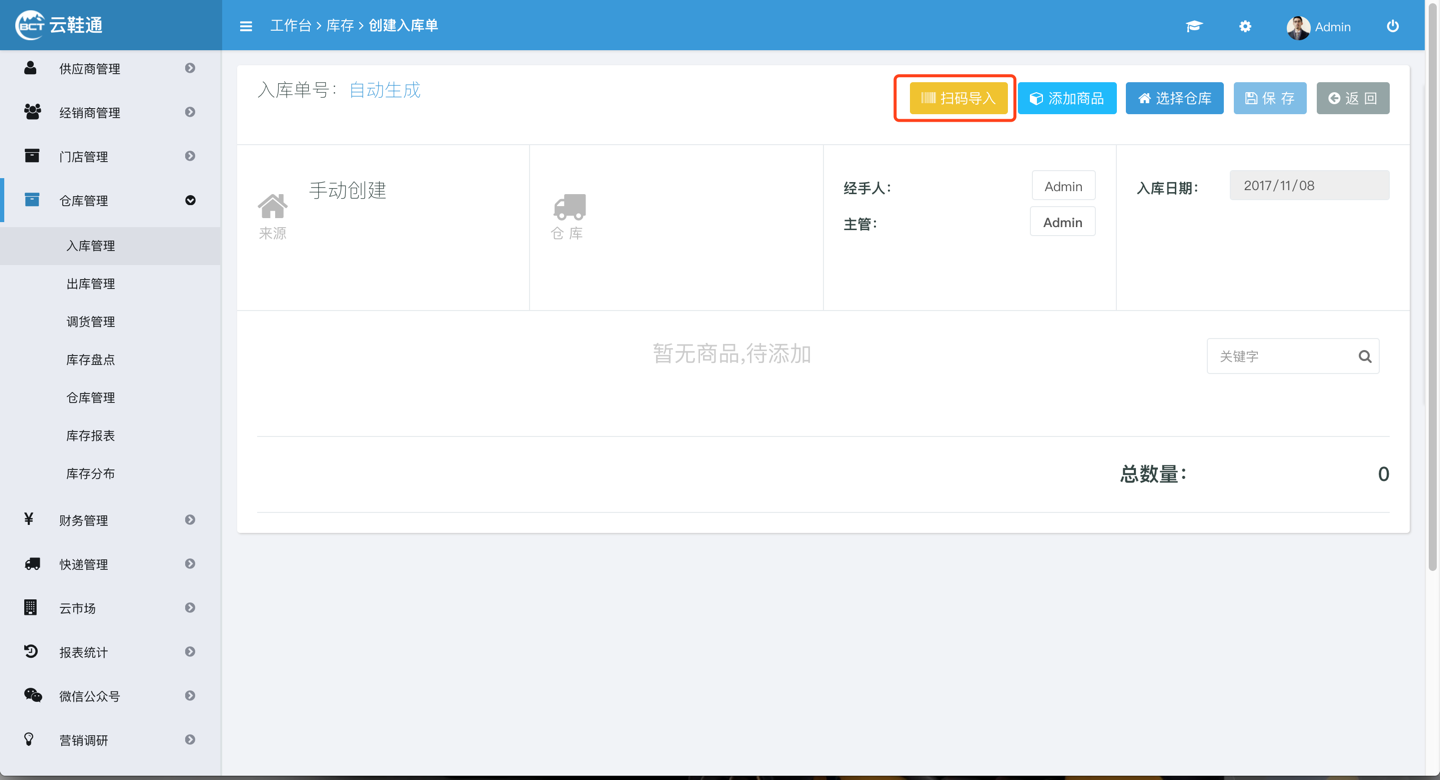 BCT 云鞋通
工作台 > 库存 > 创建入库单
Admin
供应商管理
经销商管理
门店管理
仓库管理
入库管理
出库管理
调货管理
库存盘点
仓库管理
库存报表
库存分布
¥ 财务管理
快递管理
云市场
报表统计
微信公众号
营销调研
入库单号：自动生成
扫码导入
添加商品
选择仓库
保 存
返 回
手动创建
来源
仓 库
经手人：
Admin
主管：
Admin
入库日期：
2017/11/08
暂无商品,待添加
关键字
总数量：
0